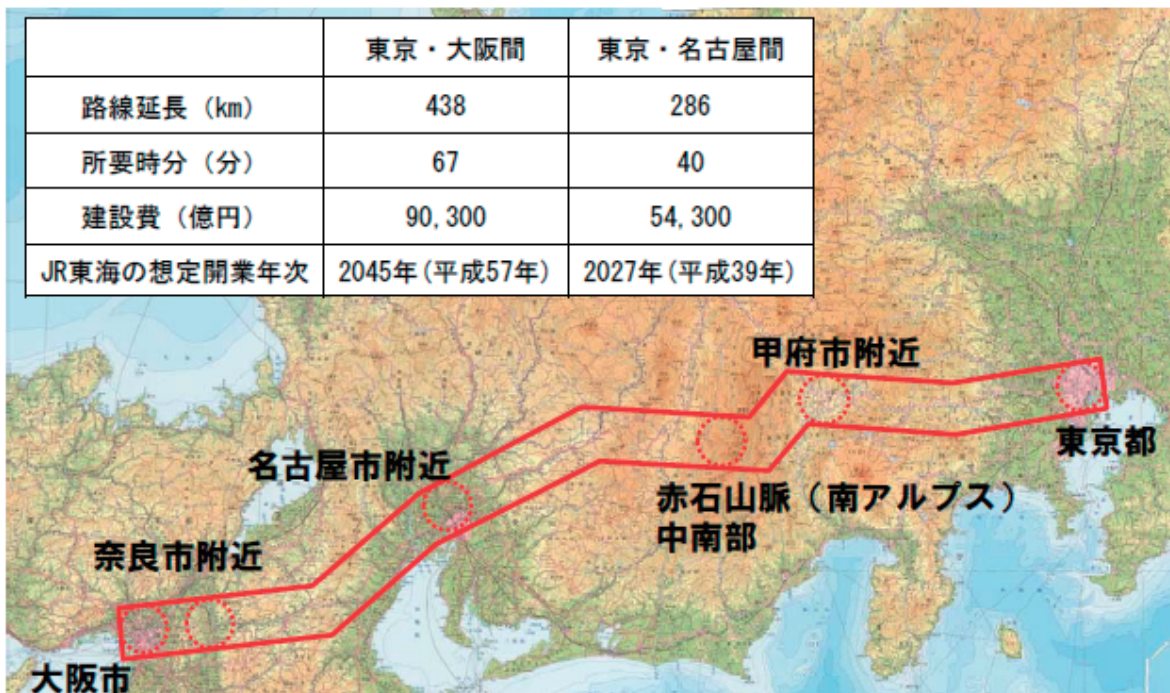 東京・大阪間 東京・名古屋間
路線延長（km） 438 286
所要時分（分） 67 40
建設費（億円） 90,300 54,300
JR東海の想定開業年次 2045年(平成57年) 2027年(平成39年)
甲府市附近
東京都
名古屋市附近
赤石山脈（南アルプス）
中南部
奈良市附近
大阪市